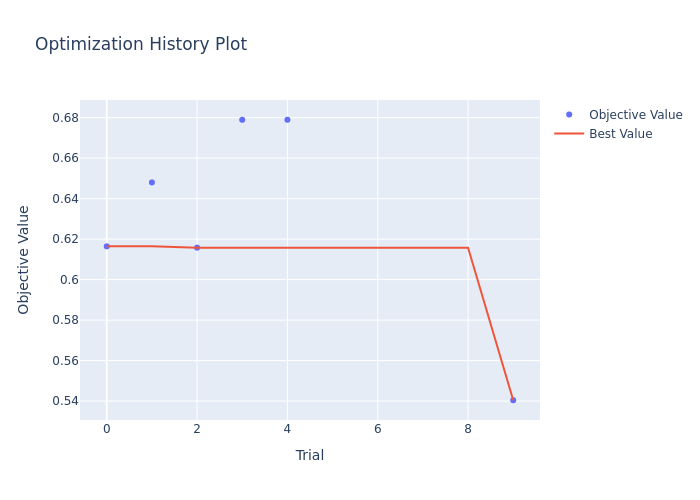 Optimization History Plot
Objective Value
Best Value
0.68
0.66
0.64
0.62
0.6
0.58
0.56
0.54
Objective Value
0 2 4 6 8
Trial